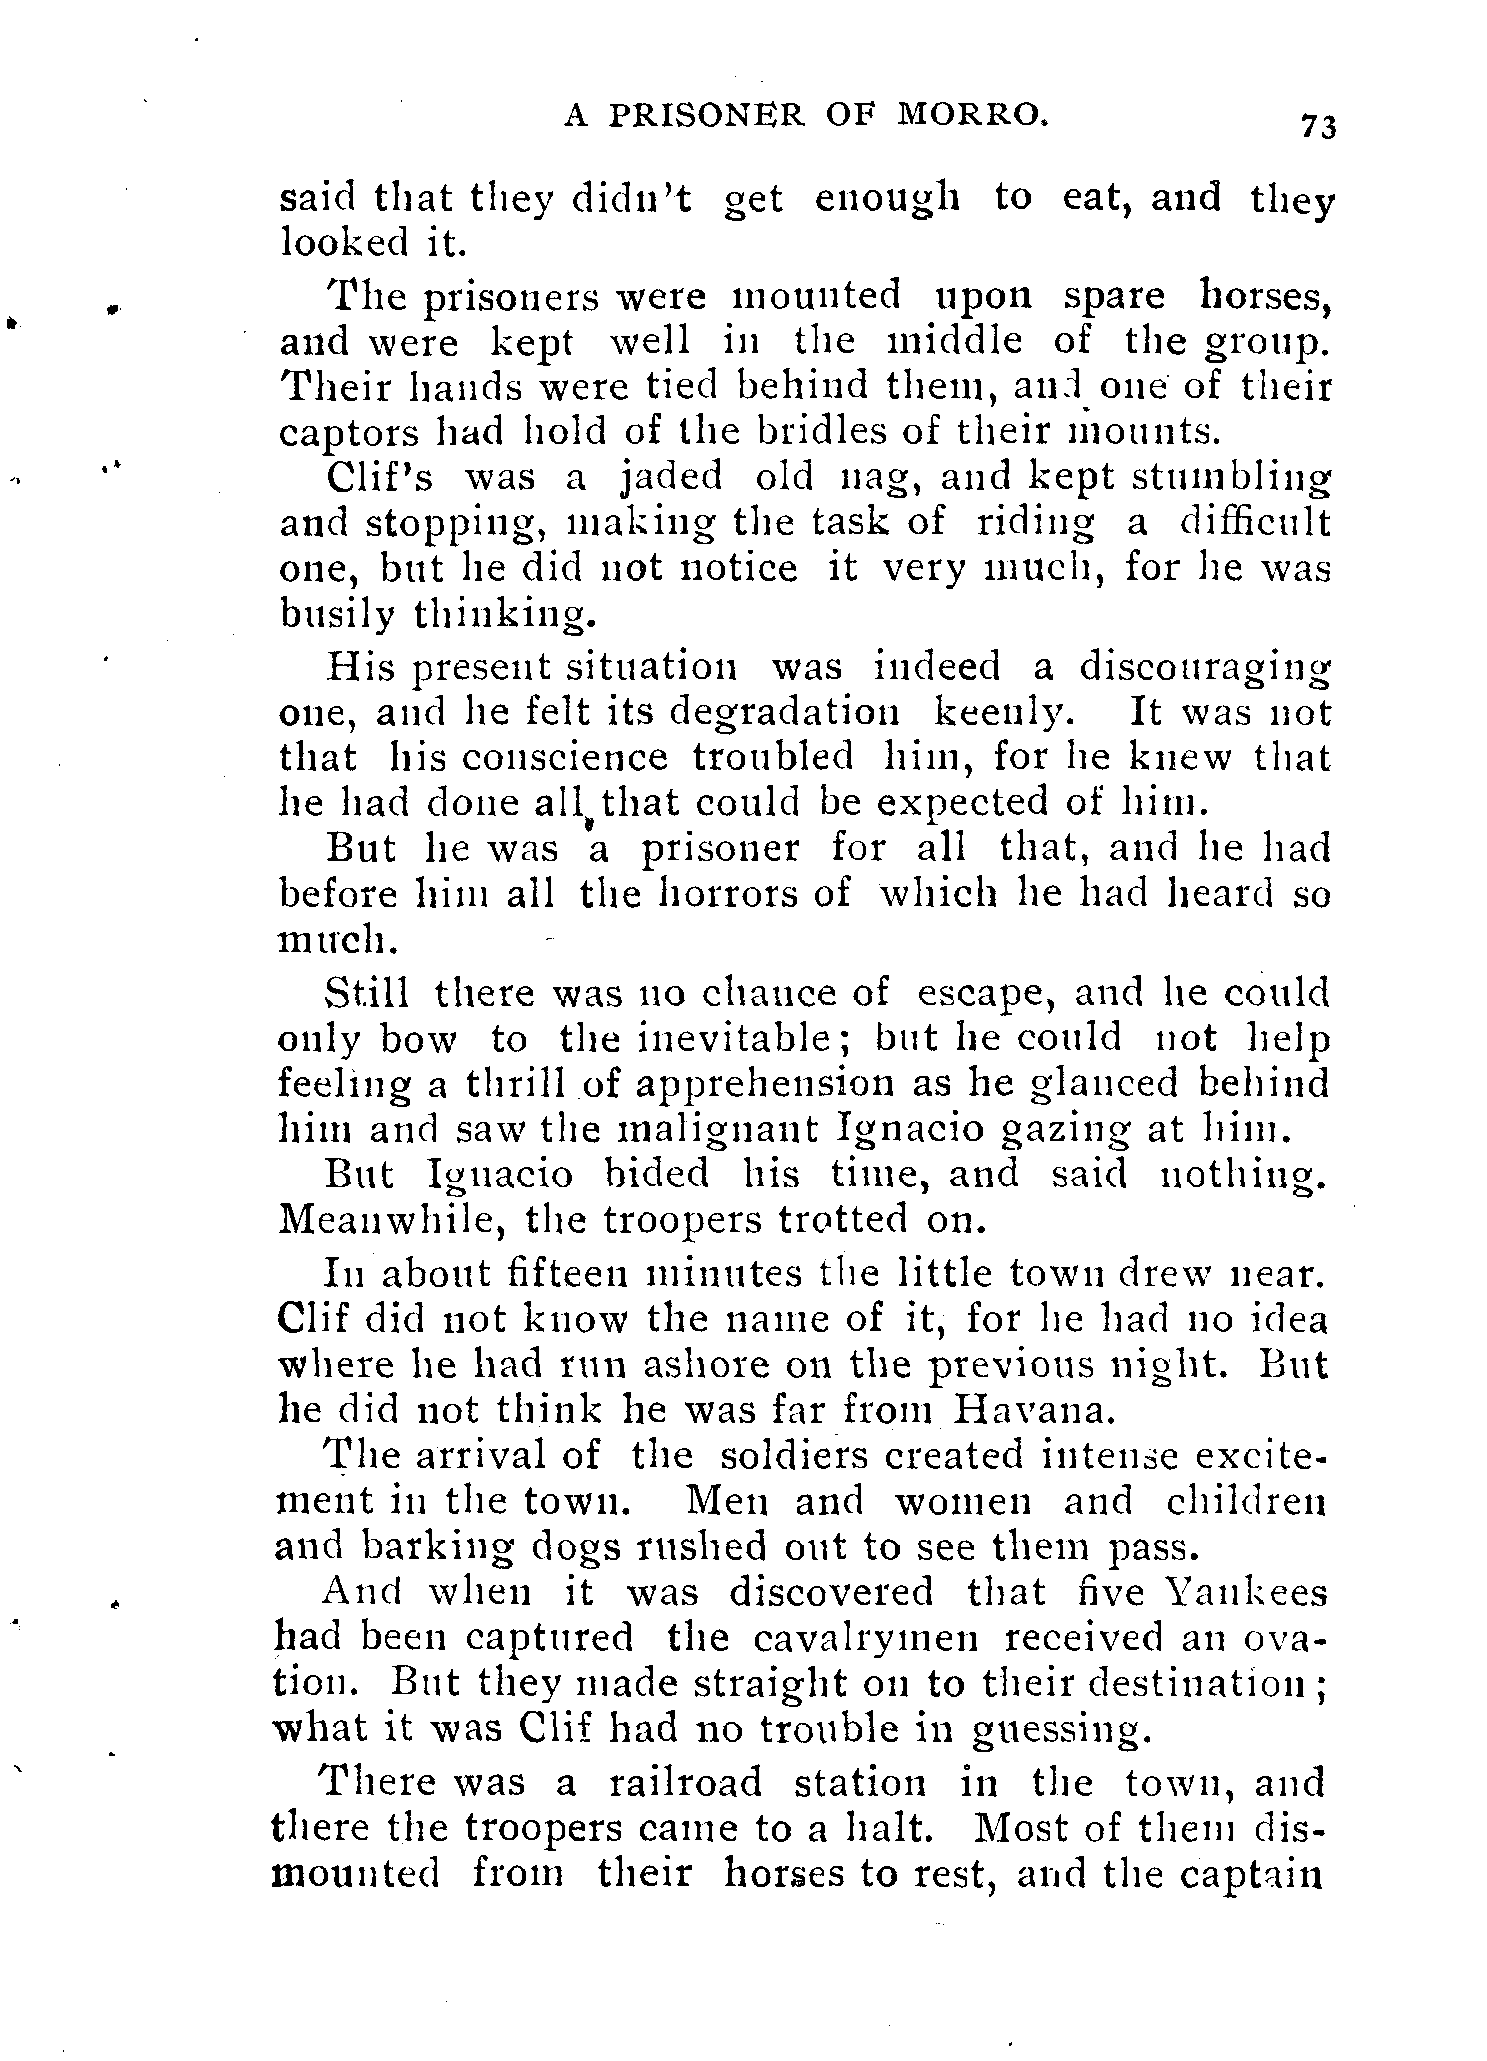 A PRISONER OF MORRO.
73
said that they didn't get enough to eat, and they
looked it.
The prisoners were mounted upon spare horses,
and were kept well in the middle of the group.
Their hands were tied behind them, and one of their
captors had hold of the bridles of their mounts.
Clif's was a jaded old nag, and kept stumbling
and stopping, making the task of riding a difficult
one, but he did not notice it very much, for he was
busily thinking.
His present situation was indeed a discouraging
one, and he felt its degradation keenly. It was not
that his conscience troubled him, for he knew that
he had done all that could be expected of him.
But he was a prisoner for all that, and he had
before him all the horrors of which he had heard so
much.
Still there was no chance of escape, and he could
only bow to the inevitable; but he could not help
feeling a thrill of apprehension as he glanced behind
him and saw the malignant Ignacio gazing at him.
But Ignacio bided his time, and said nothing.
Meanwhile, the troopers trotted on.
In about fifteen minutes the little town drew near.
Clif did not know the name of it, for he had no idea
where he had run ashore on the previous night. But
he did not think he was far from Havana.
The arrival of the soldiers created intense excite-
ment in the town. Men and women and children
and barking dogs rushed out to see them pass.
And when it was discovered that five Yankees
had been captured the cavalrymen received an ova-
tion. But they made straight on to their destination;
what it was Clif had no trouble in guessing.
There was a railroad station in the town, and
there the troopers came to a halt. Most of them dis-
mounted from their horses to rest, and the captain